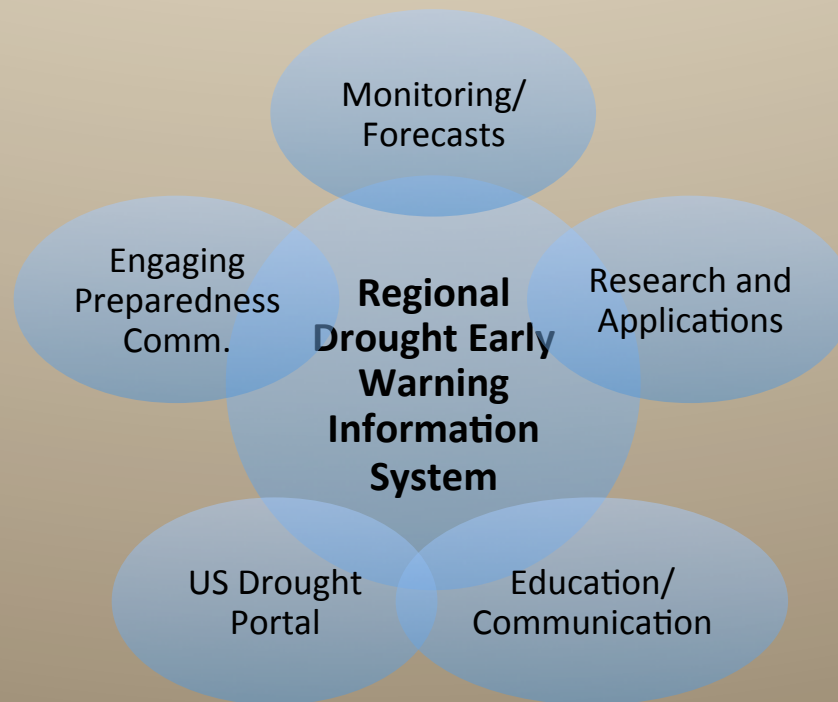 Monitoring/
Forecasts
Engaging
Preparedness
Comm.
Regional
Drought Early
Warning
Information
System
Research and
Applications
US Drought
Portal
Education/
Communication